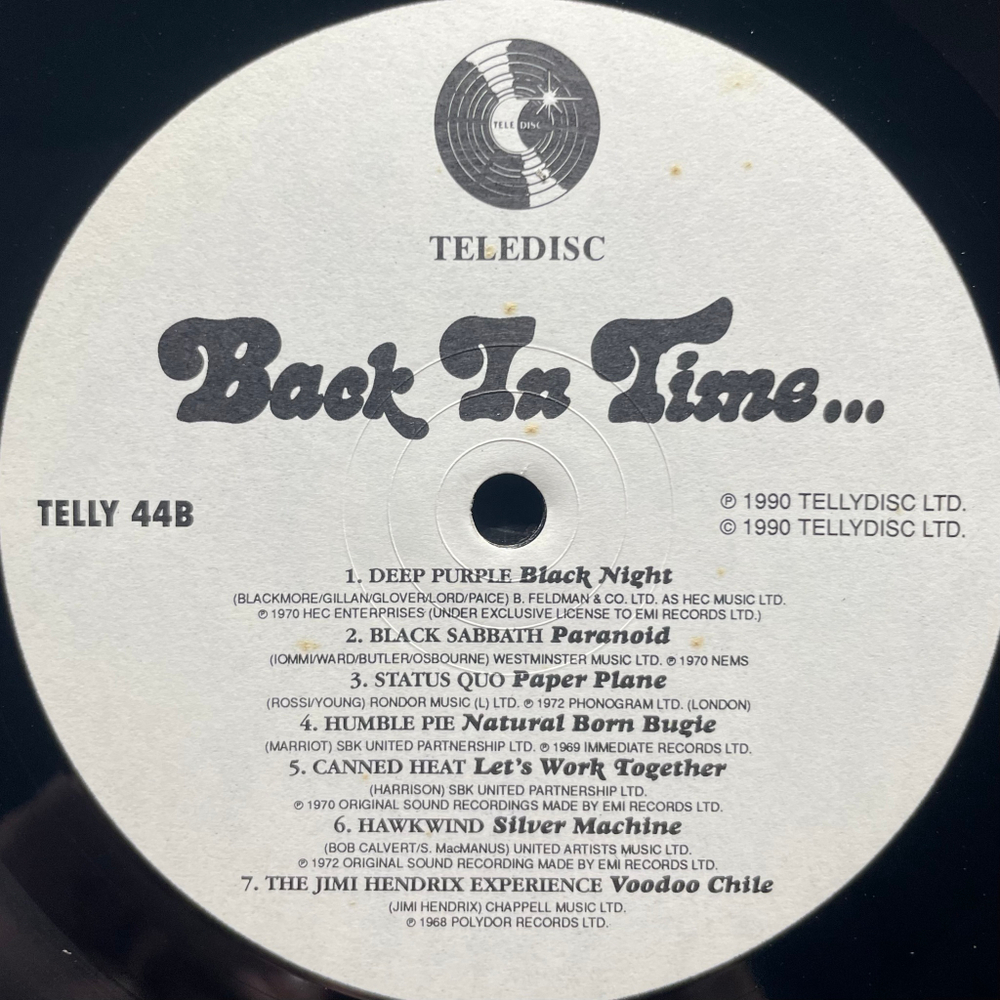 TELE DISC
TELEDISC
Back In Time...
TELLY 44B
℗ 1990 TELLYDISC LTD.
© 1990 TELLYDISC LTD.
1. DEEP PURPLE Black Night
(BLACKMORE/GILLAN/GLOVER/LORD/PAICE) B. FELDMAN & CO. LTD. AS HEC MUSIC LTD.
℗ 1970 HEC ENTERPRISES (UNDER EXCLUSIVE LICENSE TO EMI RECORDS LTD.)
2. BLACK SABBATH Paranoid
(IOMMI/WARD/BUTLER/OSBOURNE) WESTMINSTER MUSIC LTD. ℗ 1970 NEMS
3. STATUS QUO Paper Plane
(ROSSI/YOUNG) RONDOR MUSIC (L) LTD. ℗ 1972 PHONOGRAM LTD. (LONDON)
4. HUMBLE PIE Natural Born Bugie
(MARRIOT) SBK UNITED PARTNERSHIP LTD. ℗ 1969 IMMEDIATE RECORDS LTD.
5. CANNED HEAT Let's Work Together
(HARRISON) SBK UNITED PARTNERSHIP LTD.
℗ 1970 ORIGINAL SOUND RECORDINGS MADE BY EMI RECORDS LTD.
6. HAWKWIND Silver Machine
(BOB CALVERT/S. MacMANUS) UNITED ARTISTS MUSIC LTD.
℗ 1972 ORIGINAL SOUND RECORDING MADE BY EMI RECORDS LTD.
7. THE JIMI HENDRIX EXPERIENCE Voodoo Chile
(JIMI HENDRIX) CHAPPELL MUSIC LTD.
℗ 1968 POLYDOR RECORDS LTD.